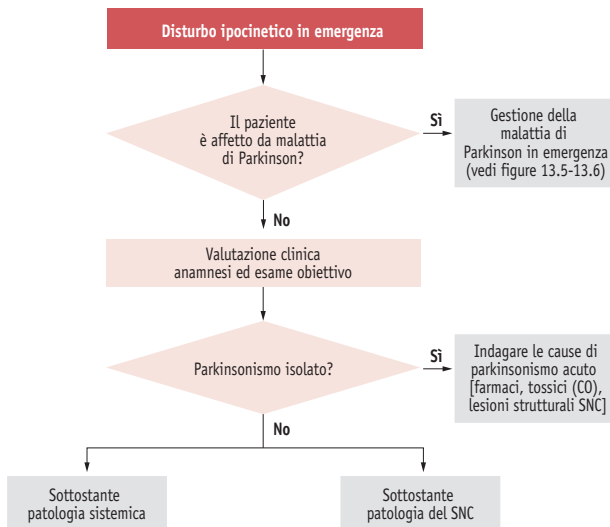 Disturbo ipocinetico in emergenza
Il paziente
è affetto da malattia
di Parkinson?
Sì
Gestione della
malattia di
Parkinson in emergenza
(vedi figure 13.5-13.6)
No
Valutazione clinica
anamnesi ed esame obiettivo
Parkinsonismo isolato?
Sì
Indagare le cause di
parkinsonismo acuto
[farmaci, tossici (CO),
lesioni strutturali SNC]
No
Sottostante
patologia sistemica
Sottostante
patologia del SNC